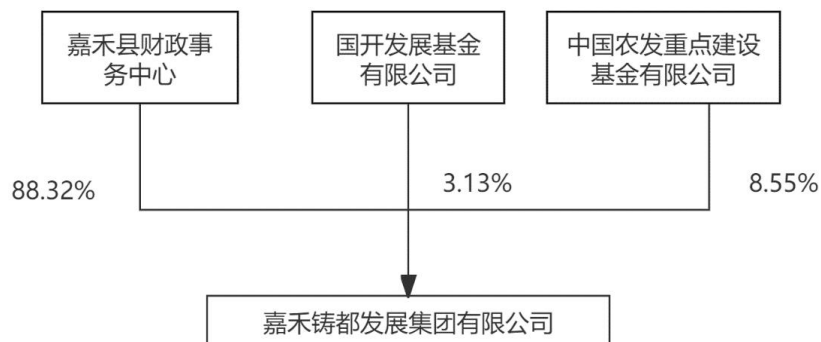 嘉禾县财政事
务中心
国开发展基金
有限公司
中国农发重点建设
基金有限公司
88.32%
3.13%
8.55%
嘉禾铸都发展集团有限公司